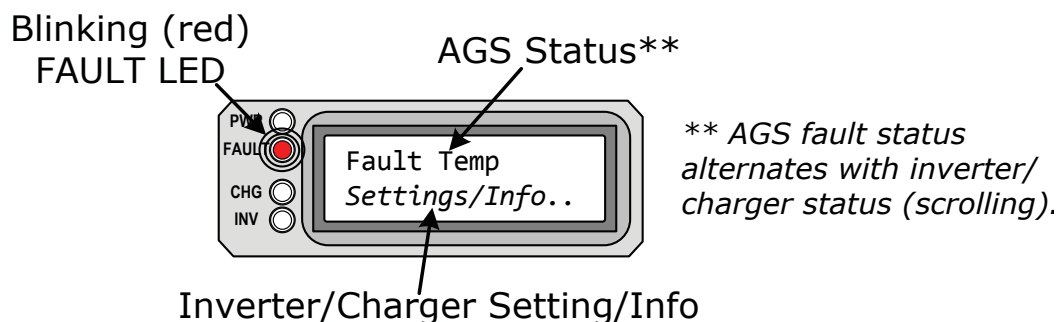 Blinking (red)
FAULT LED
AGS Status**
PWR
FAULT
CHG
INV
Fault Temp
Settings/Info..
** AGS fault status
alternates with inverter/
charger status (scrolling).
Inverter/Charger Setting/Info